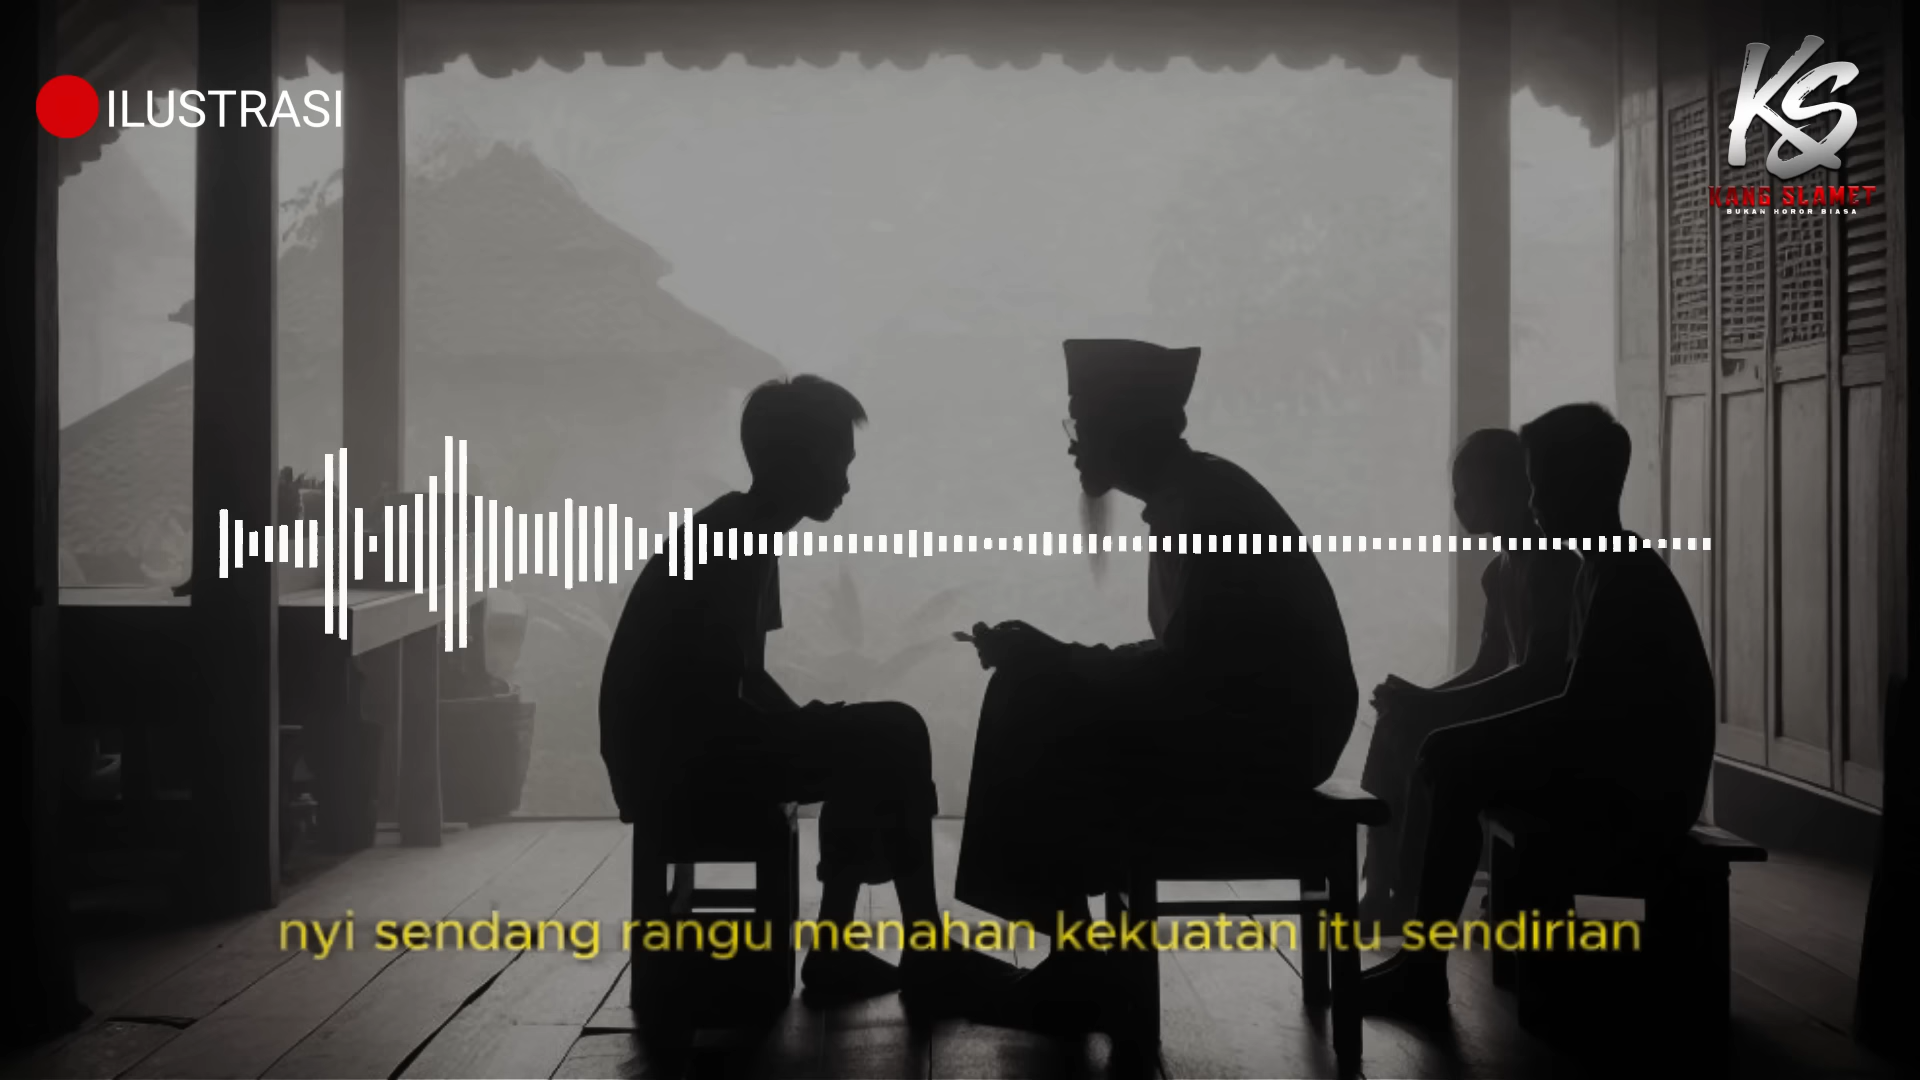 ILUSTRASI
KS
KANG SLAMET
BUKAN HOROR BIASA
nyi sendang rangu menahan kekuatan itu sendirian